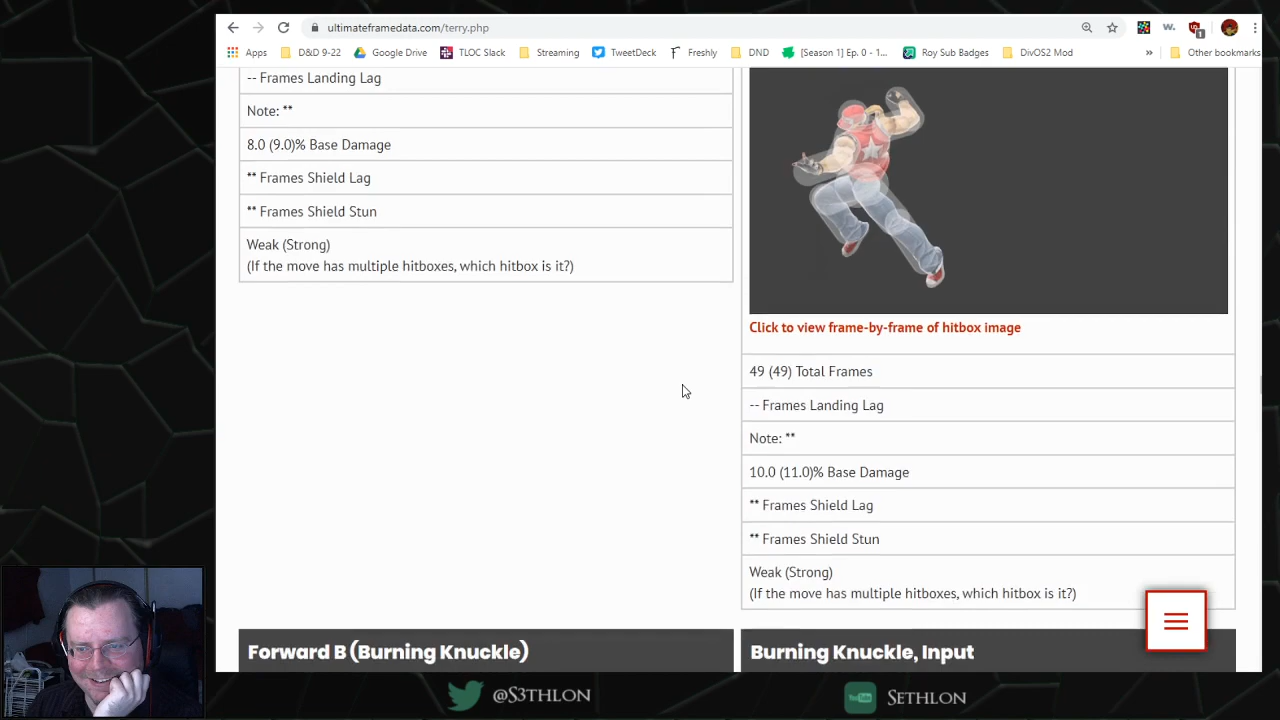 ultimateframedata.com/terry.php
Apps D&D 9-22 Google Drive TLOC Slack Streaming TweetDeck Freshly DND [Season 1] Ep. 0 - 1... Roy Sub Badges DivOS2 Mod » Other bookmarks
-- Frames Landing Lag
Note: **
8.0 (9.0)% Base Damage
** Frames Shield Lag
** Frames Shield Stun
Weak (Strong)
(If the move has multiple hitboxes, which hitbox is it?)
Click to view frame-by-frame of hitbox image
49 (49) Total Frames
-- Frames Landing Lag
Note: **
10.0 (11.0)% Base Damage
** Frames Shield Lag
** Frames Shield Stun
Weak (Strong)
(If the move has multiple hitboxes, which hitbox is it?)
Forward B (Burning Knuckle)
Burning Knuckle, Input
@S3thlon
Sethlon